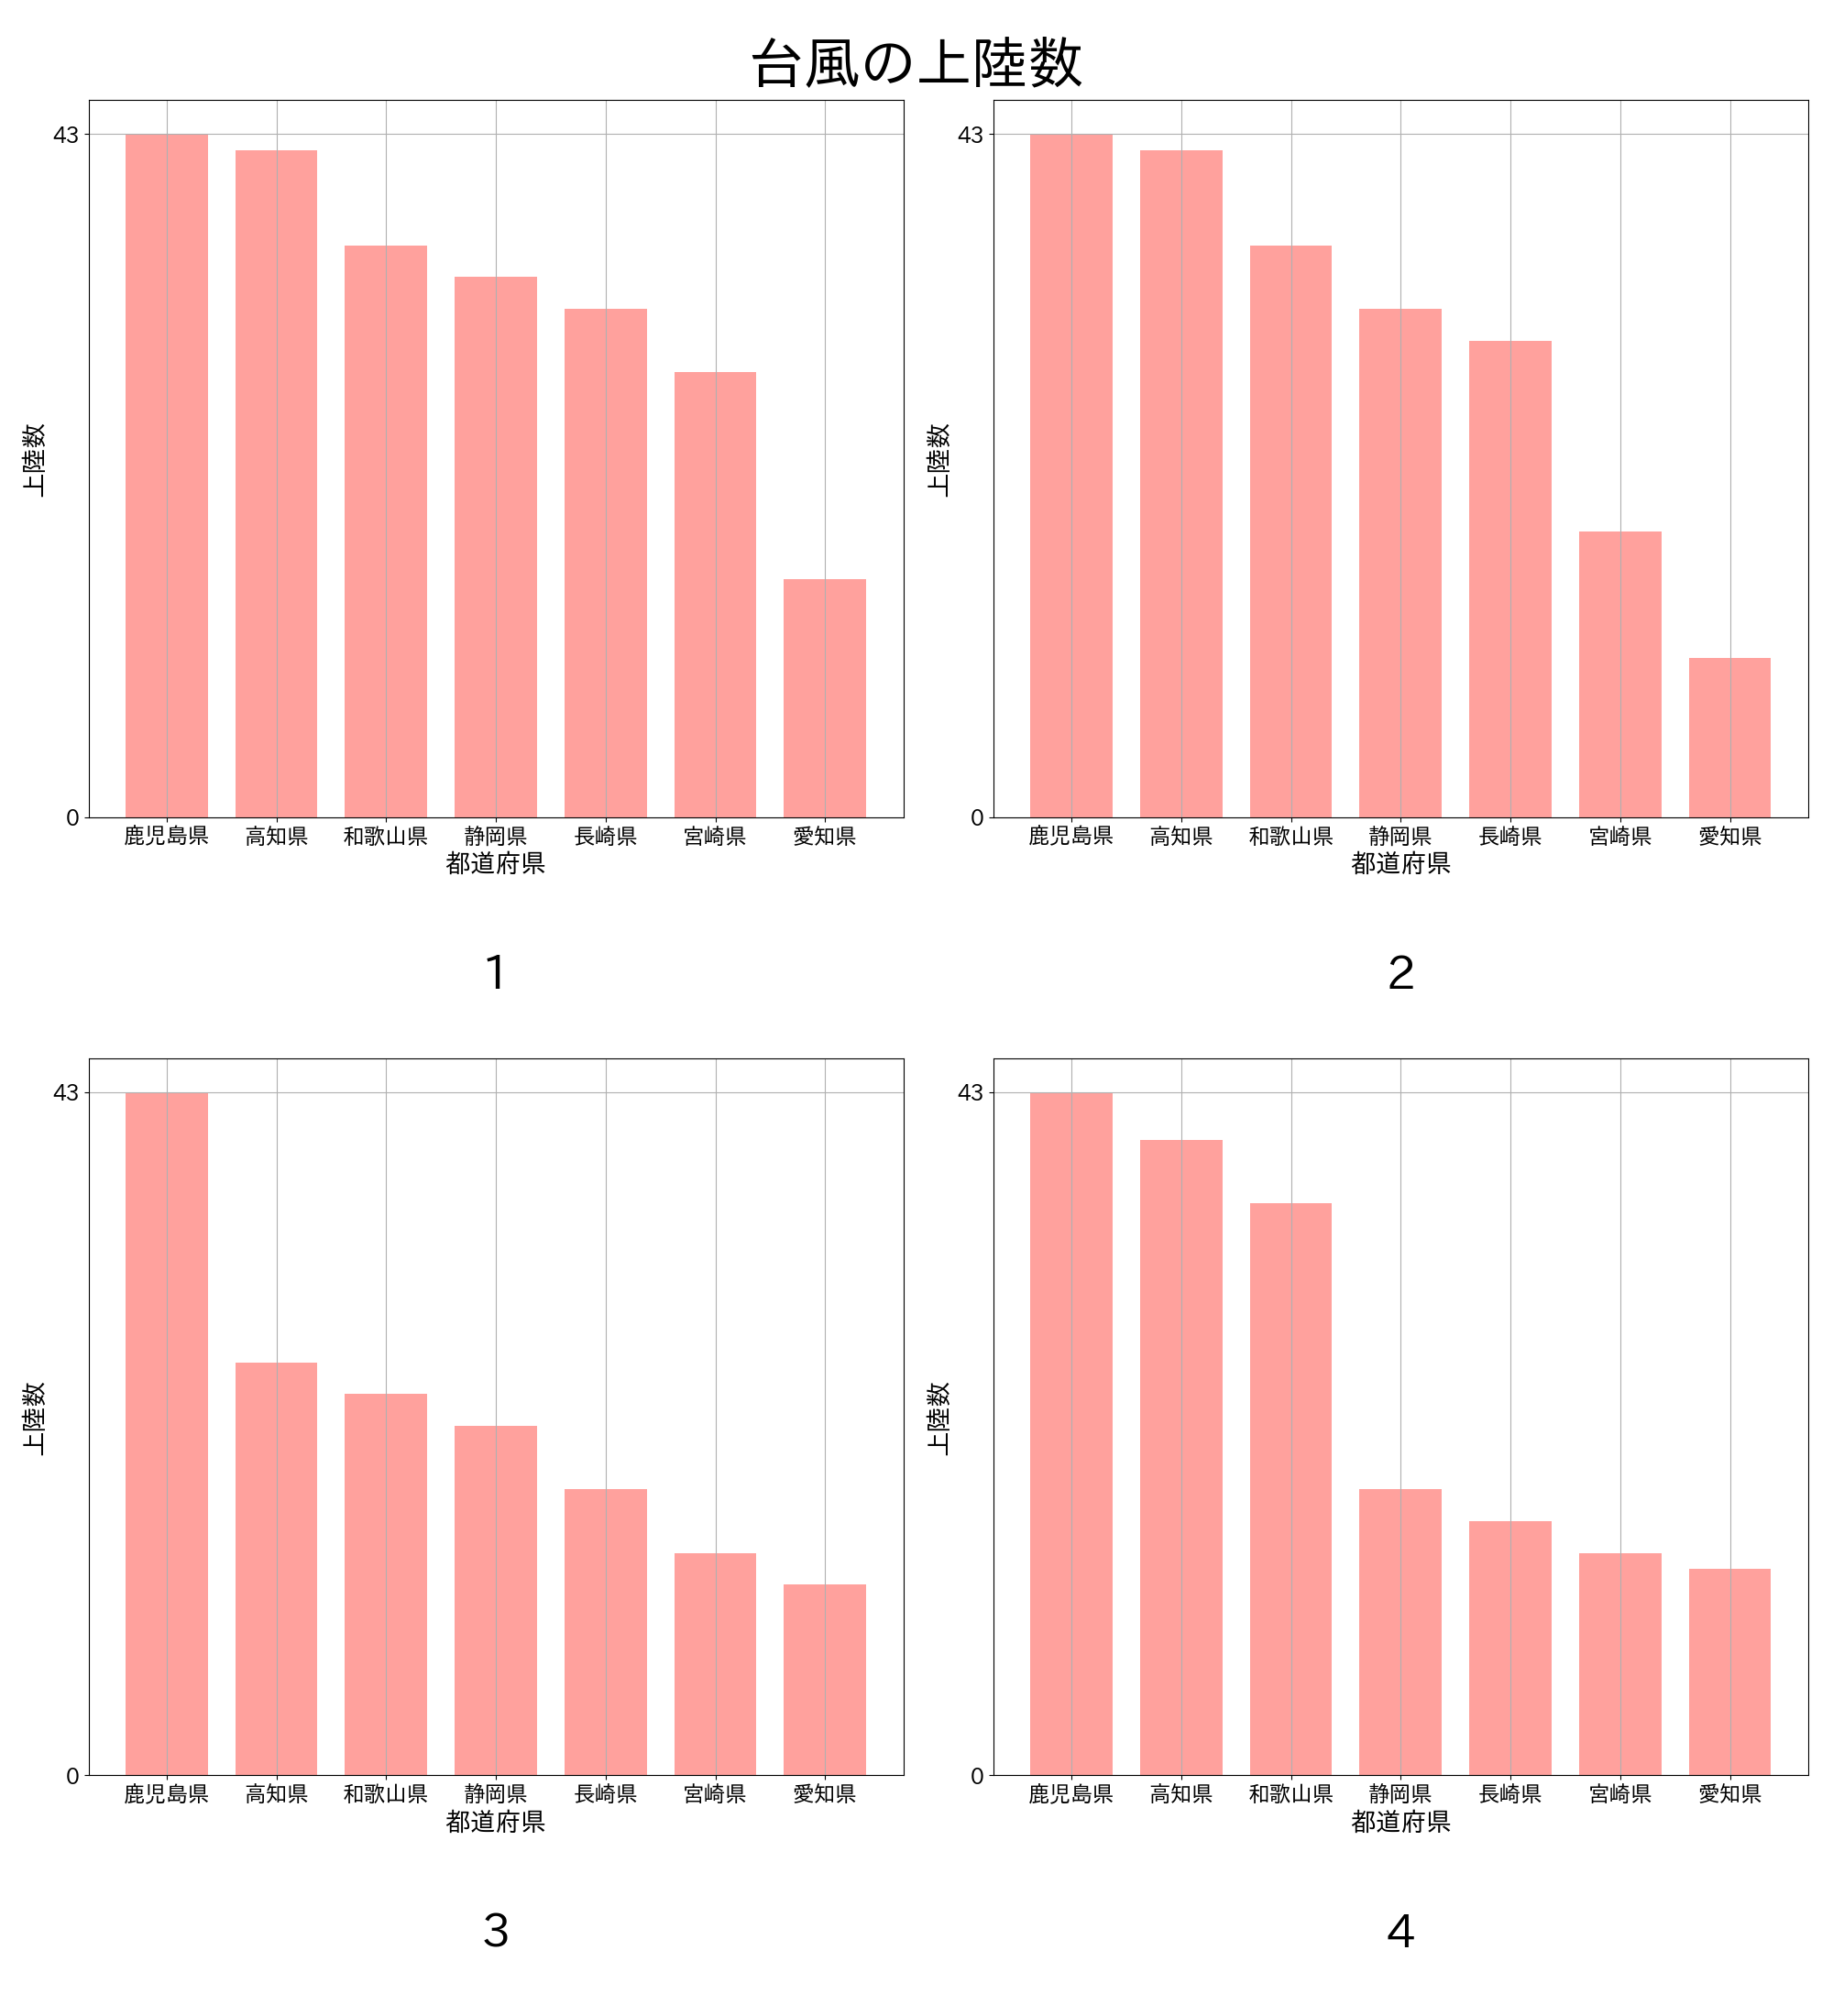 台風の上陸数
43
0
上陸数
鹿児島県 高知県 和歌山県 静岡県 長崎県 宮崎県 愛知県
都道府県
1
43
0
上陸数
鹿児島県 高知県 和歌山県 静岡県 長崎県 宮崎県 愛知県
都道府県
2
43
0
上陸数
鹿児島県 高知県 和歌山県 静岡県 長崎県 宮崎県 愛知県
都道府県
3
43
0
上陸数
鹿児島県 高知県 和歌山県 静岡県 長崎県 宮崎県 愛知県
都道府県
4